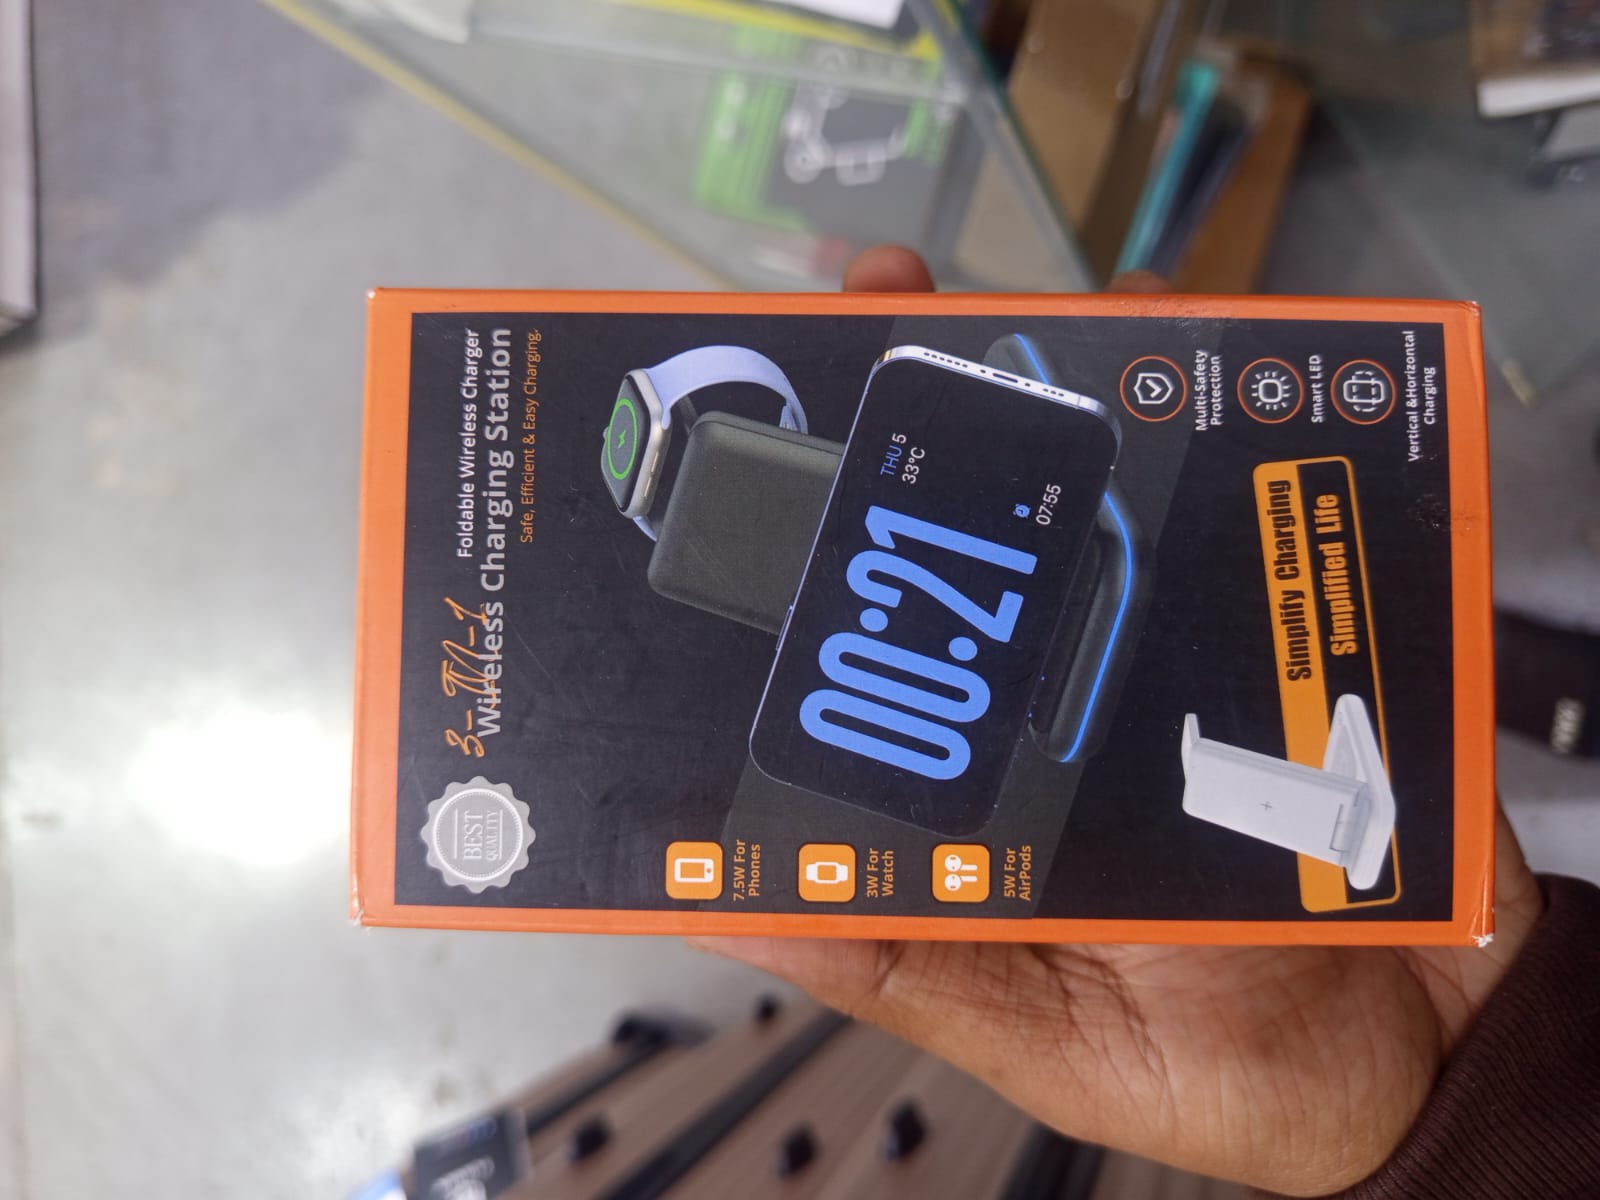 BEST
QUALITY
3-IN-1
Foldable Wireless Charger
Wireless Charging Station
Safe, Efficient & Easy Charging.
7.5W For
Phones
3W For
Watch
5W For
AirPods
00:21
THU 5
33°C
07:55
Multi-Safety
Protection
Smart LED
Vertical &Horizontal
Charging
Simplify Charging
Simplified Life